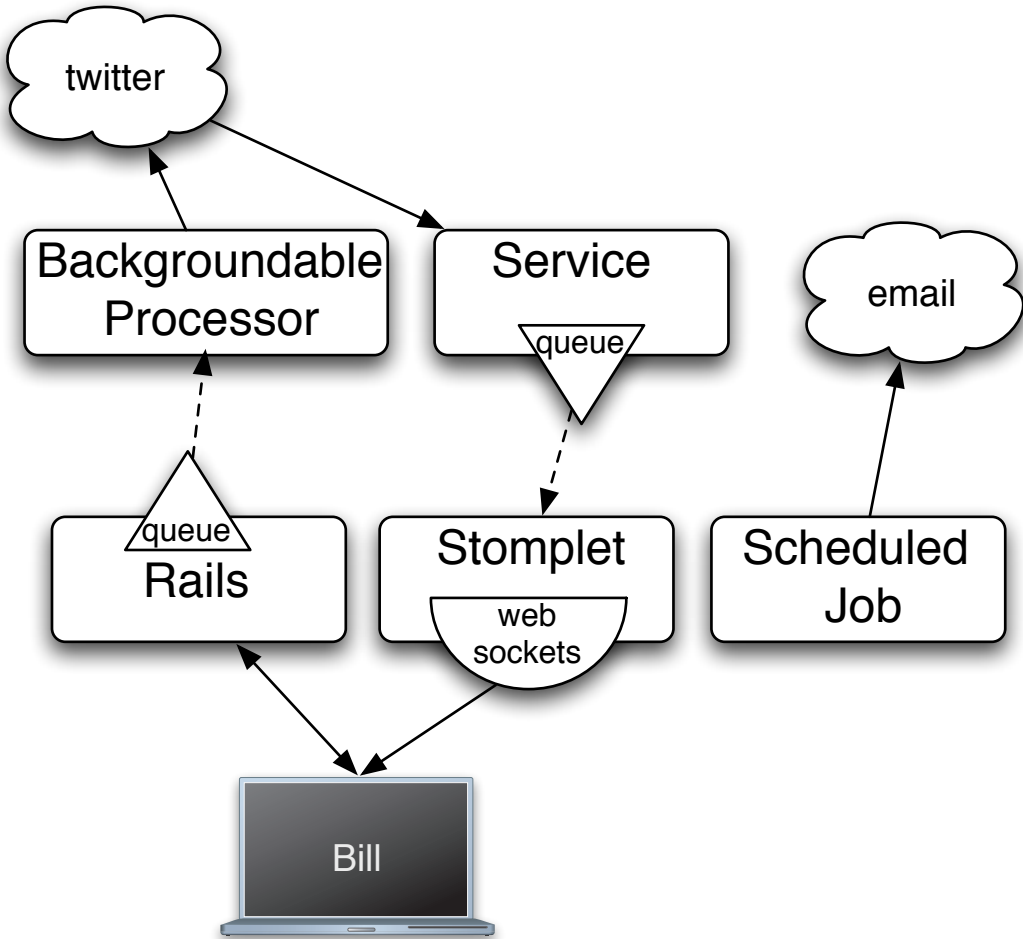 twitter
Backgroundable
Processor
Service
queue
email
queue
Rails
Stomplet
web
sockets
Scheduled
Job
Bill